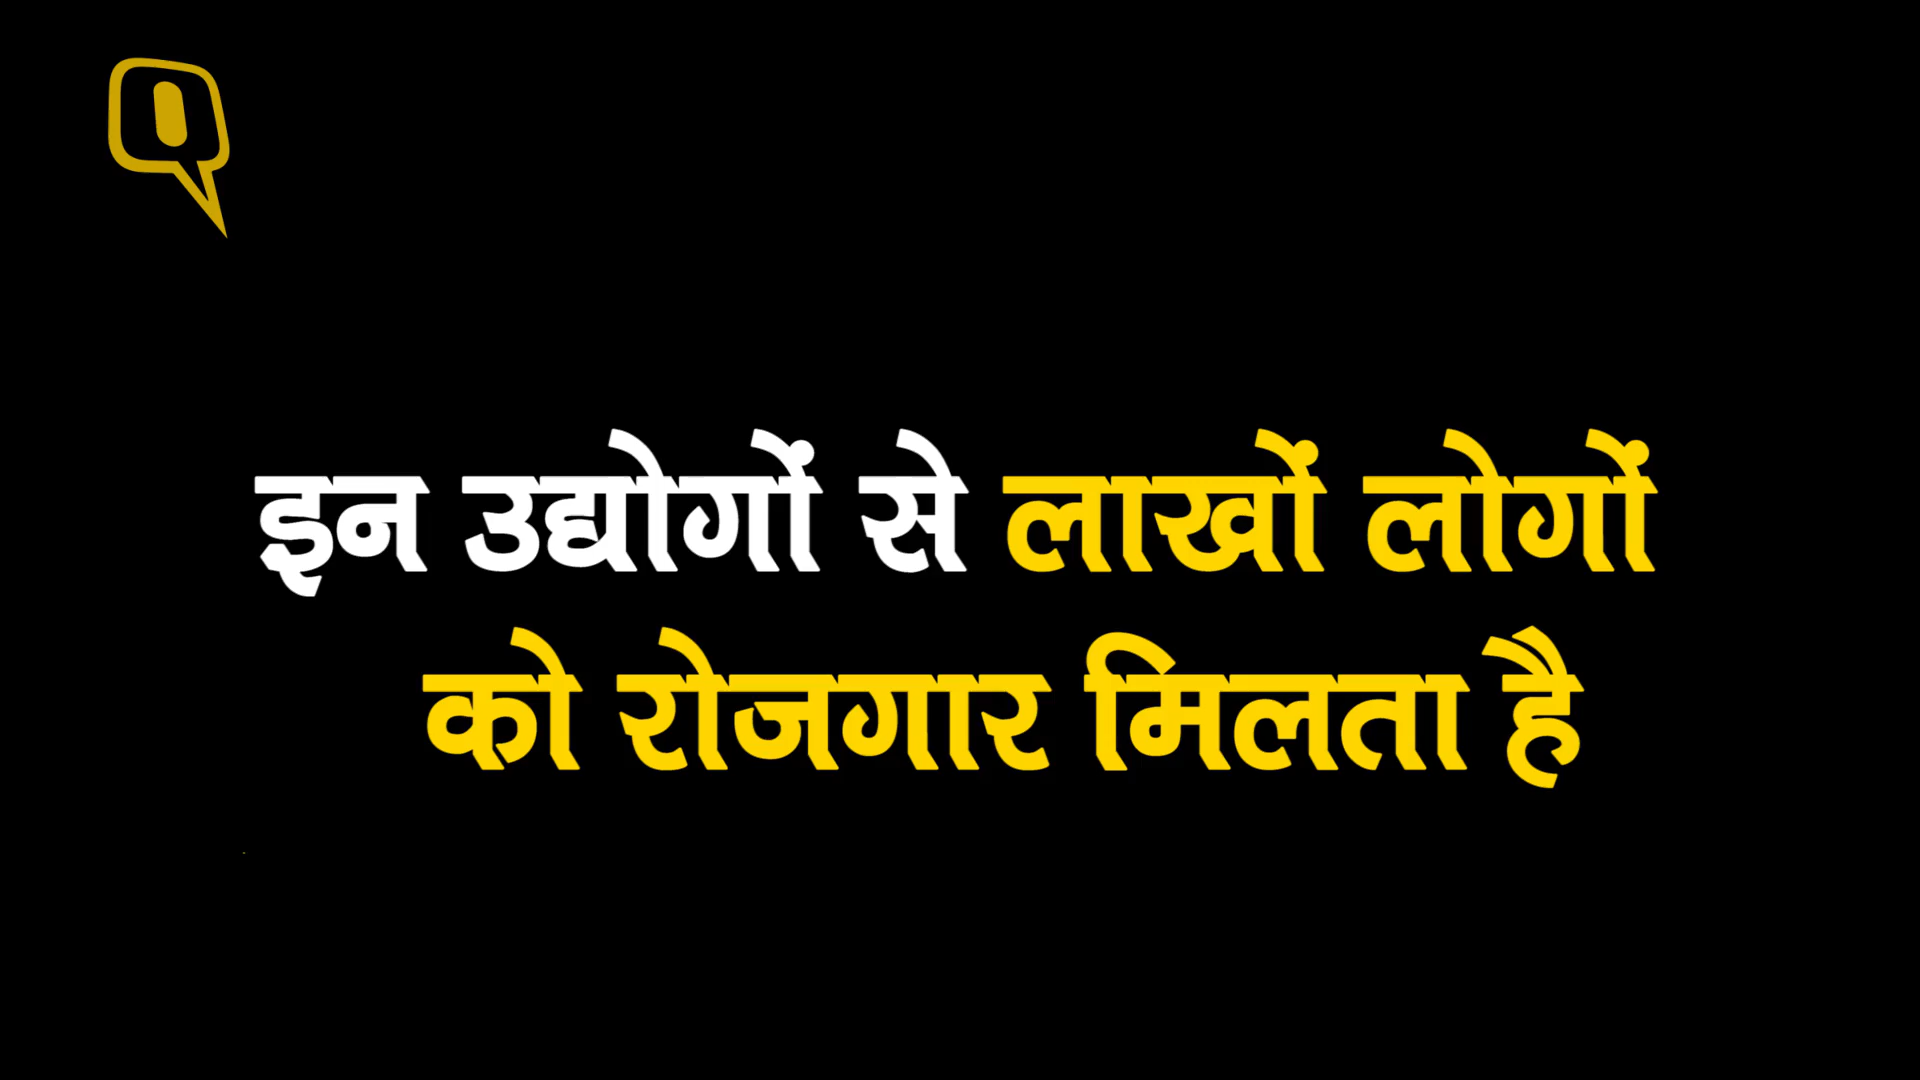 इन उद्योगों से लाखों लोगों
को रोजगार मिलता है